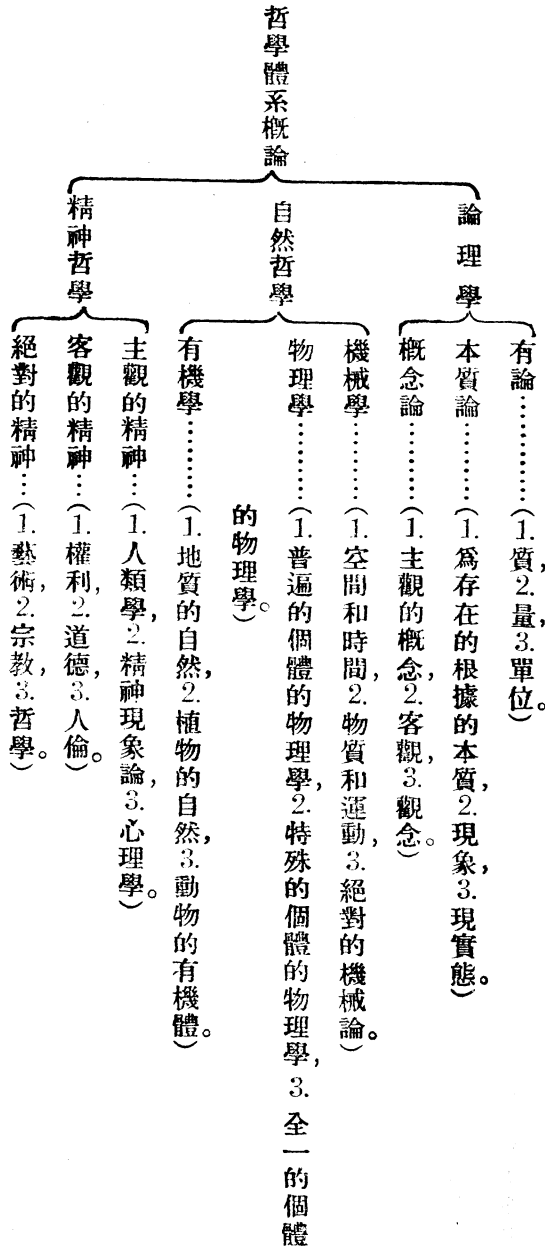 哲學體系概論
論理學
有論…………(1.質,2.量,3.單位。)
本質論………(1.爲存在的根據的本質,2.現象,3.現實態。)
概念論………(1.主觀的概念,2.客觀,3.觀念。)
自然哲學
機械學………(1.空間和時間,2.物質和運動,3.絕對的機械論。)
物理學………(1.普遍的個體的物理學,2.特殊的個體的物理學,3.全一的個體
的物理學。)
有機學………(1.地質的自然,2.植物的自然,3.動物的有機體。)
精神哲學
主觀的精神…(1.人類學,2.精神現象論,3.心理學。)
客觀的精神…(1.權利,2.道德,3.人倫。)
絕對的精神…(1.藝術,2.宗教,3.哲學。)